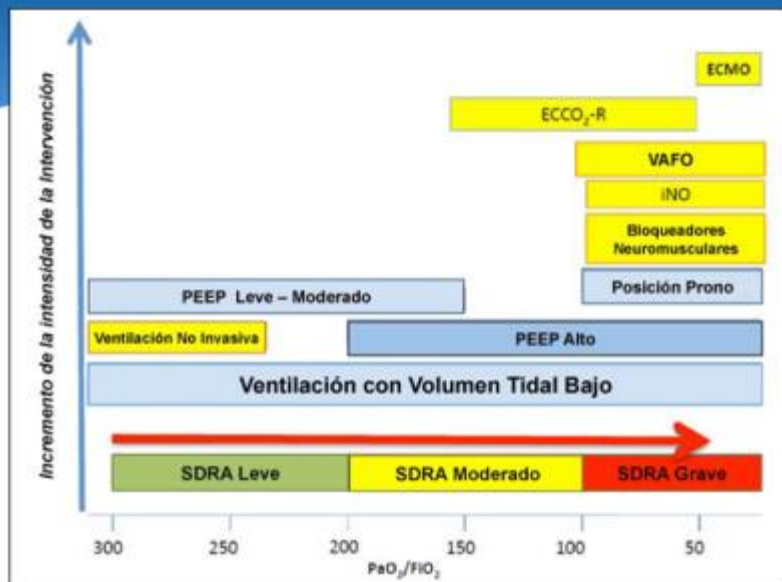 Incremento de la intensidad de la Intervención
ECMO
ECCO₂-R
VAFO
iNO
Bloqueadores
Neuromusculares
PEEP Leve – Moderado
Posición Prono
Ventilación No Invasiva
PEEP Alto
Ventilación con Volumen Tidal Bajo
SDRA Leve
SDRA Moderado
SDRA Grave
300
250
200
150
100
50
PaO₂/FiO₂